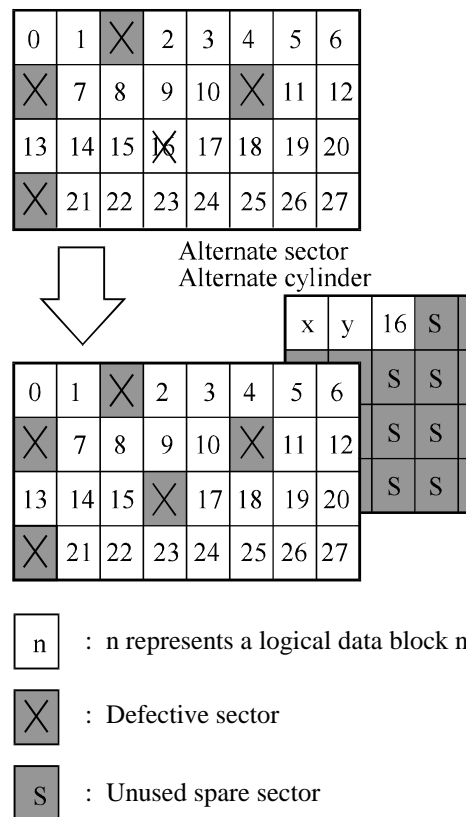 0 1 X 2 3 4 5 6
X 7 8 9 10 X 11 12
13 14 15 16 17 18 19 20
X 21 22 23 24 25 26 27
Alternate sector
Alternate cylinder
x y 16 S
0 1 X 2 3 4 5 6
S S
X 7 8 9 10 X 11 12
S S
13 14 15 X 17 18 19 20
S S
X 21 22 23 24 25 26 27
n : n represents a logical data block n
X : Defective sector
S : Unused spare sector